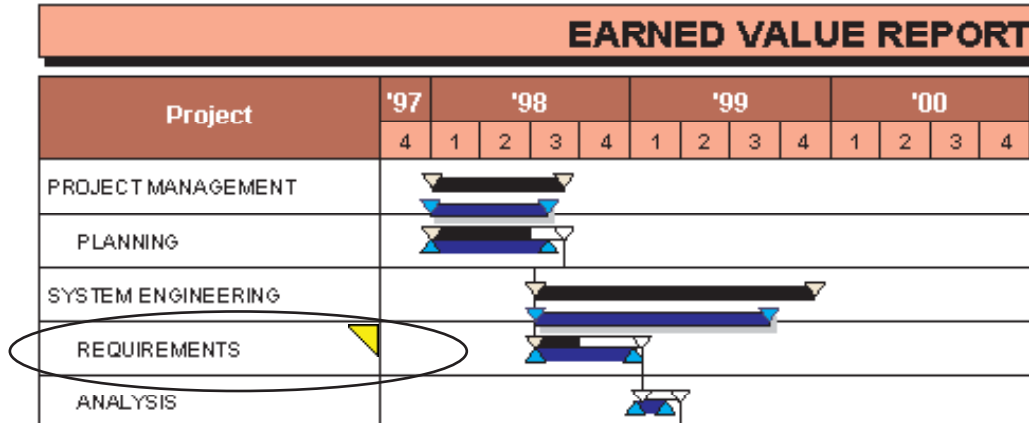 EARNED VALUE REPORT
Project '97 '98 '99 '00
4 1 2 3 4 1 2 3 4 1 2 3 4
PROJECT MANAGEMENT
PLANNING
SYSTEM ENGINEERING
REQUIREMENTS
ANALYSIS